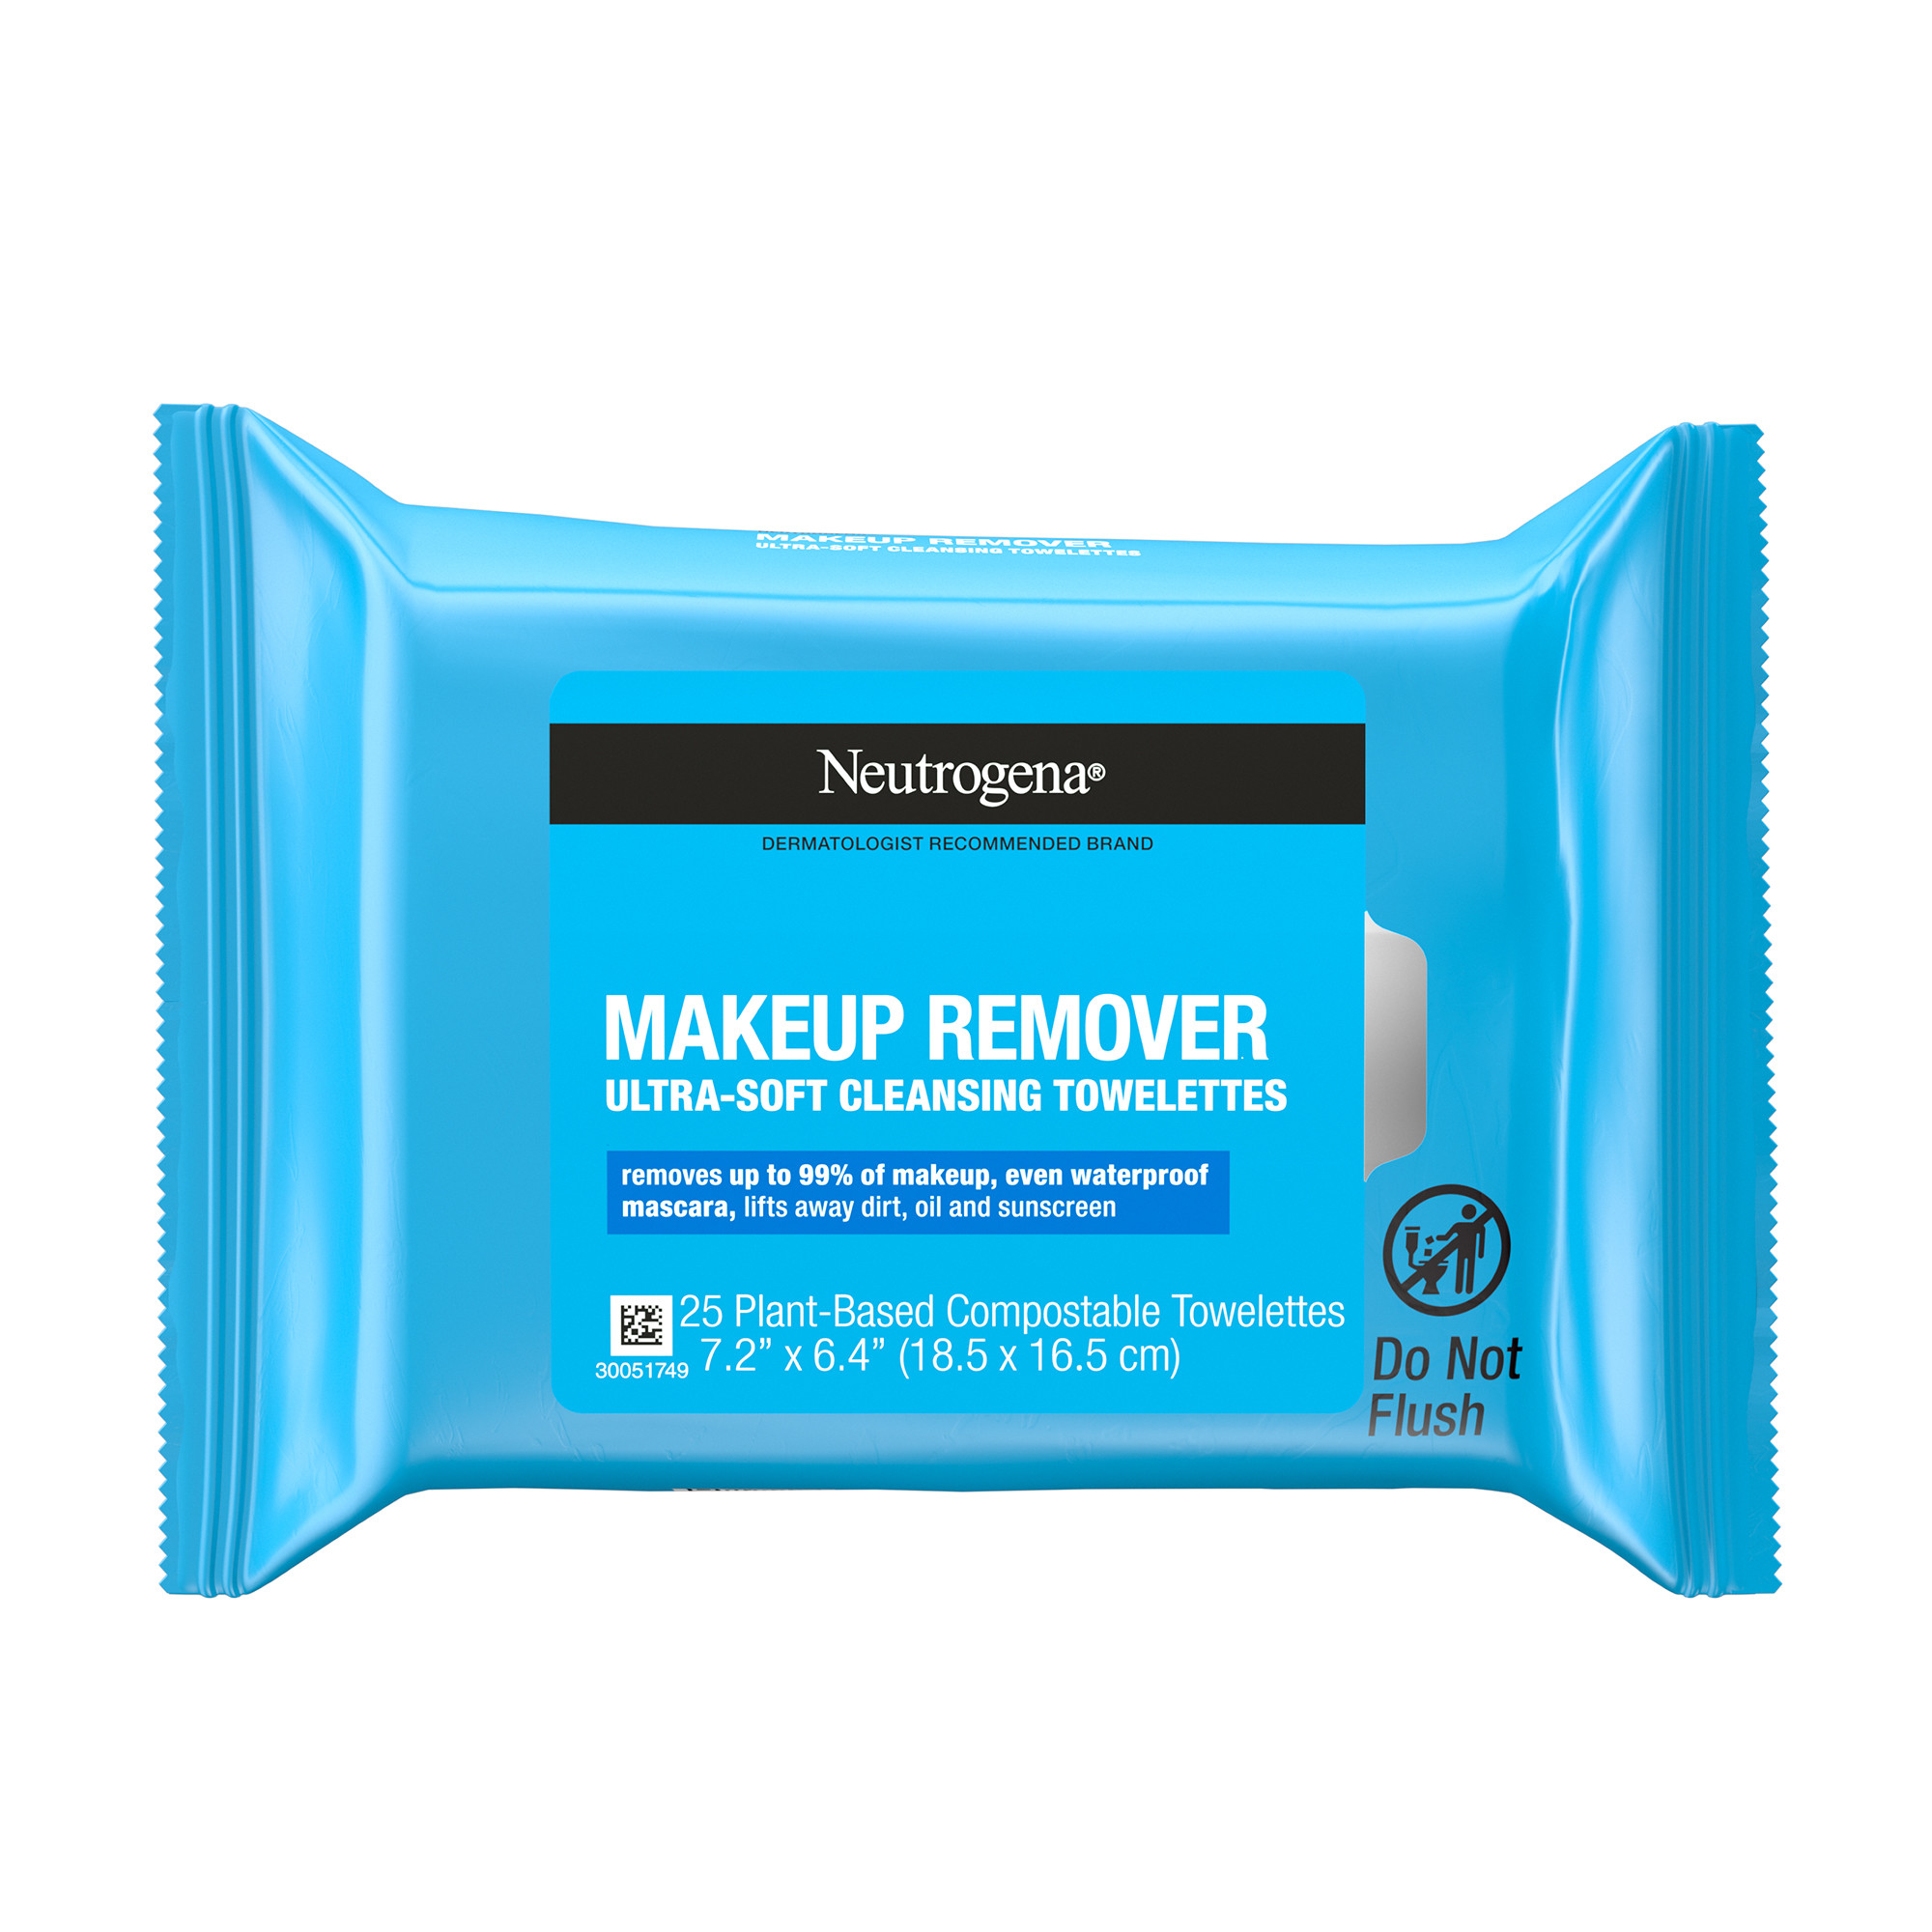 MAKEUP REMOVER
ULTRA-SOFT CLEANSING TOWELETTES
Neutrogena®
DERMATOLOGIST RECOMMENDED BRAND
MAKEUP REMOVER
ULTRA-SOFT CLEANSING TOWELETTES
removes up to 99% of makeup, even waterproof
mascara, lifts away dirt, oil and sunscreen
25 Plant-Based Compostable Towelettes
7.2” x 6.4” (18.5 x 16.5 cm)
30051749
Do Not
Flush